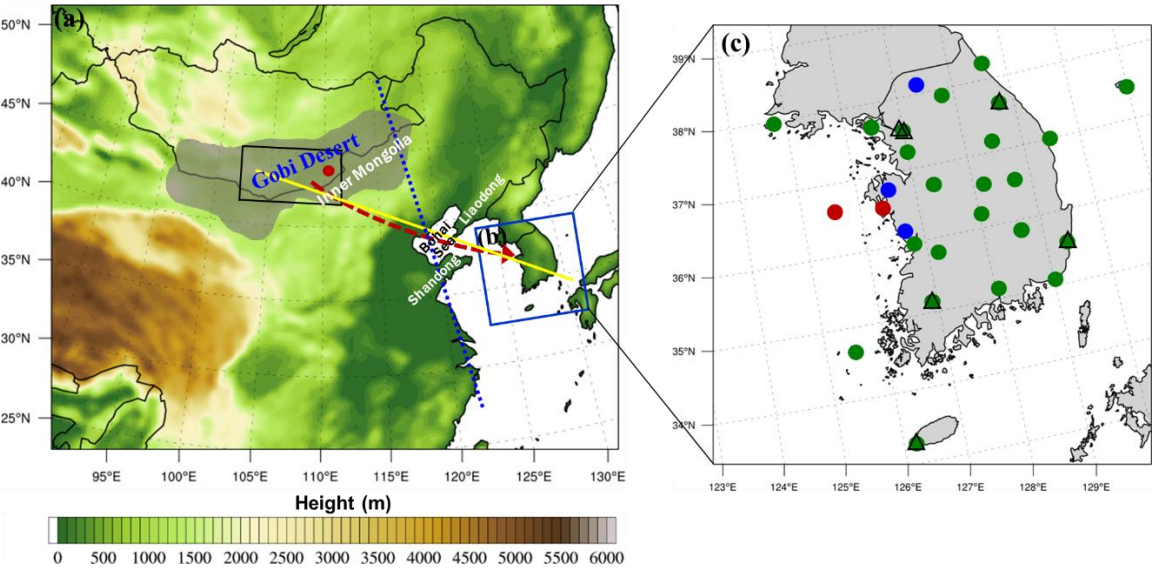 (a)
50°N
45°N
40°N
35°N
30°N
25°N
Gobi Desert
Inner Mongolia
Bohai
Sea
Liaodong
Shandong
(b)
95°E 100°E 105°E 110°E 115°E 120°E 125°E 130°E
Height (m)
0 500 1000 1500 2000 2500 3000 3500 4000 4500 5000 5500 6000
(c)
39°N
38°N
37°N
36°N
35°N
34°N
123°E 124°E 125°E 126°E 127°E 128°E 129°E